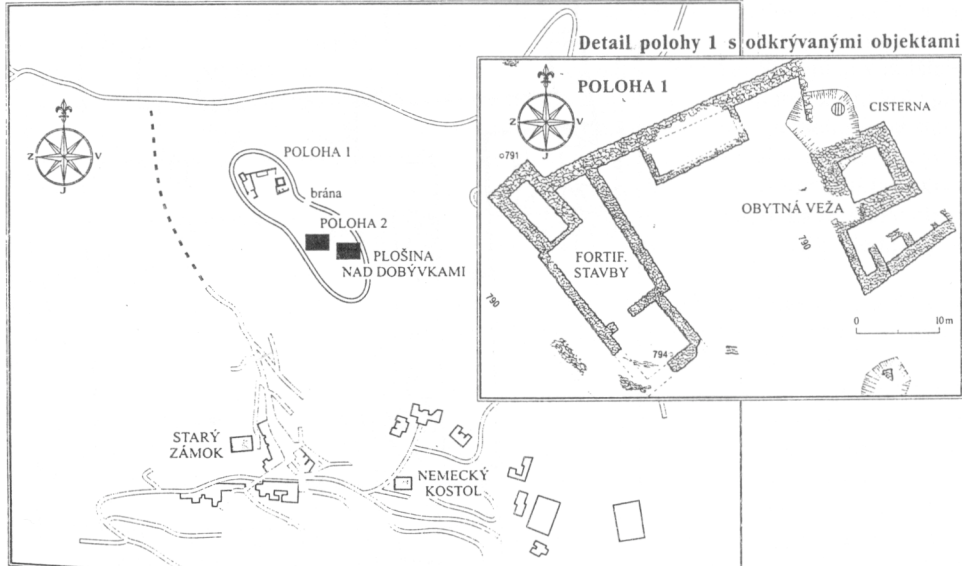 Detail polohy 1 s odkrývanými objektami
POLOHA 1
CISTERNA
791
OBYTNÁ VEŽA
790
FORTIF.
STAVBY
790
0 10 m
794
J
Z V
J
POLOHA 1
brána
POLOHA 2
PLOŠINA
NAD DOBÝVKAMI
STARÝ
ZÁMOK
NEMECKÝ
KOSTOL